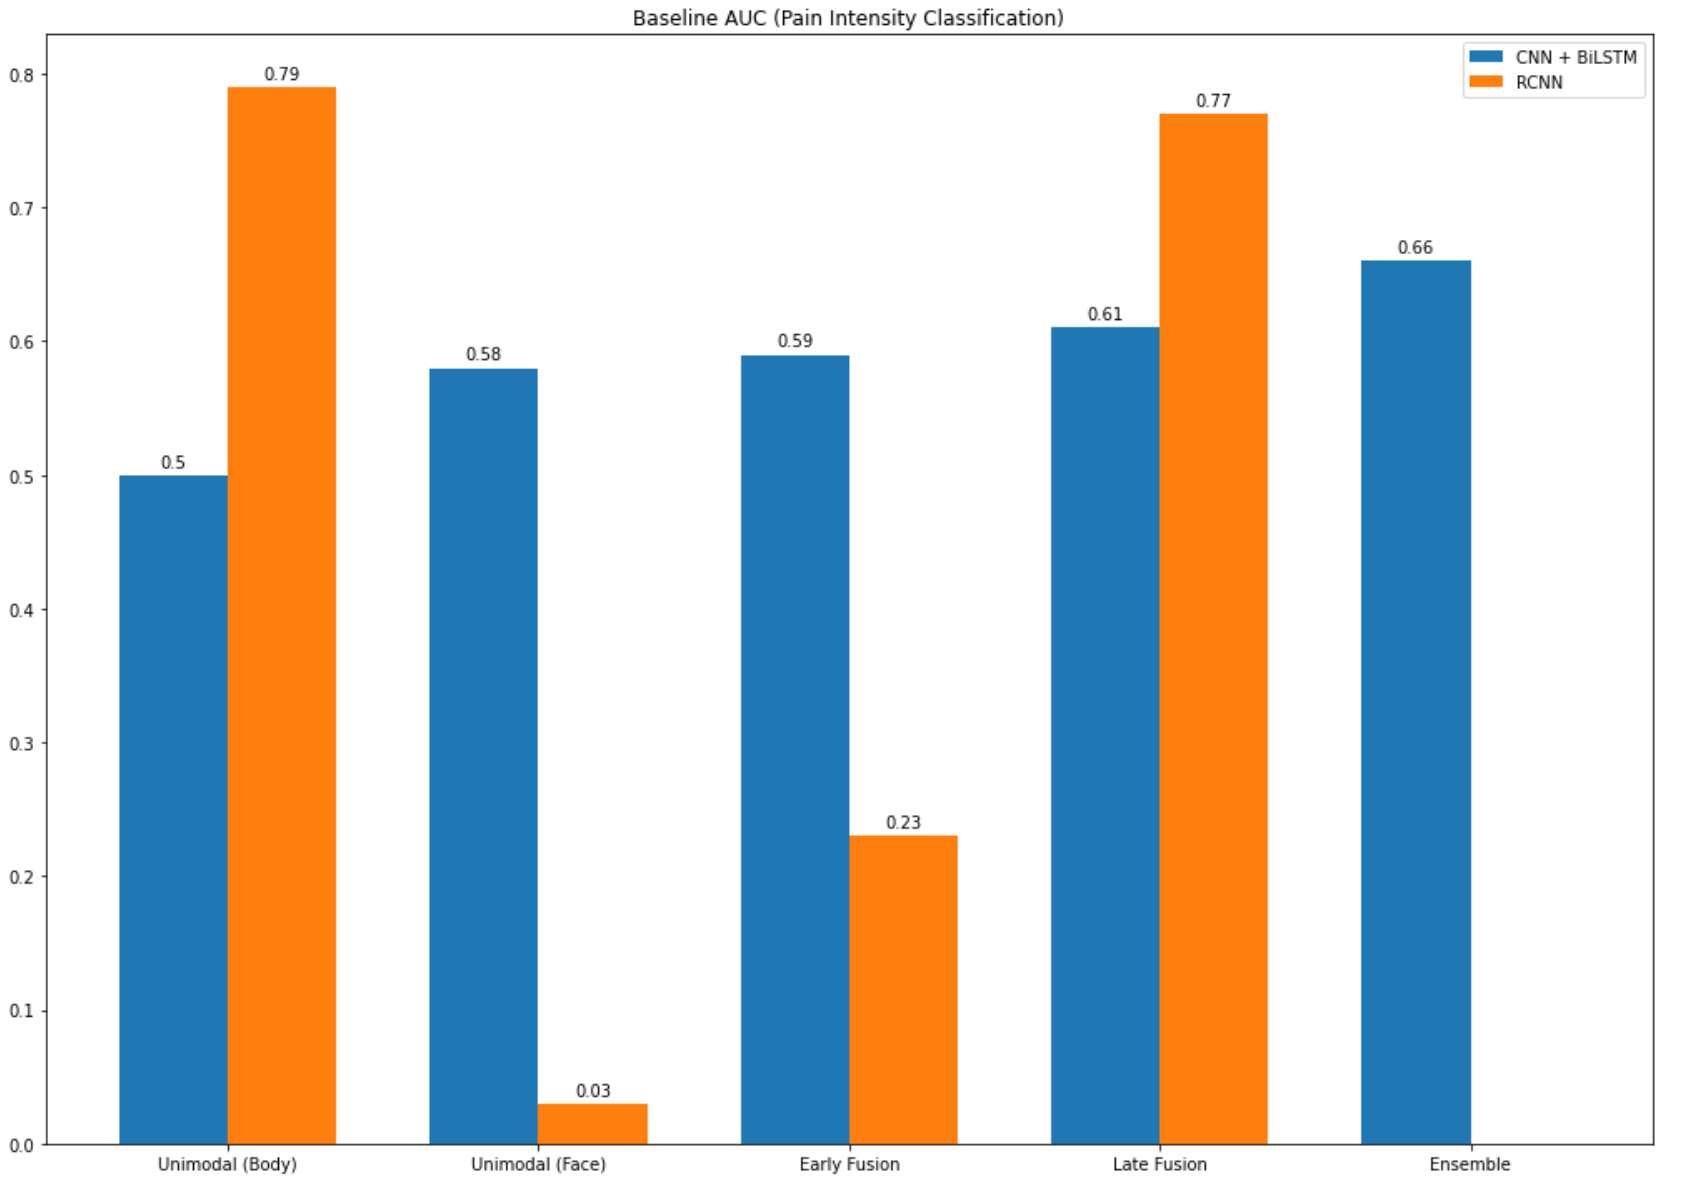 Baseline AUC (Pain Intensity Classification)
CNN + BiLSTM
RCNN
0.8
0.7
0.6
0.5
0.4
0.3
0.2
0.1
0.0
0.5
0.79
0.58
0.03
0.59
0.23
0.61
0.77
0.66
Unimodal (Body)
Unimodal (Face)
Early Fusion
Late Fusion
Ensemble